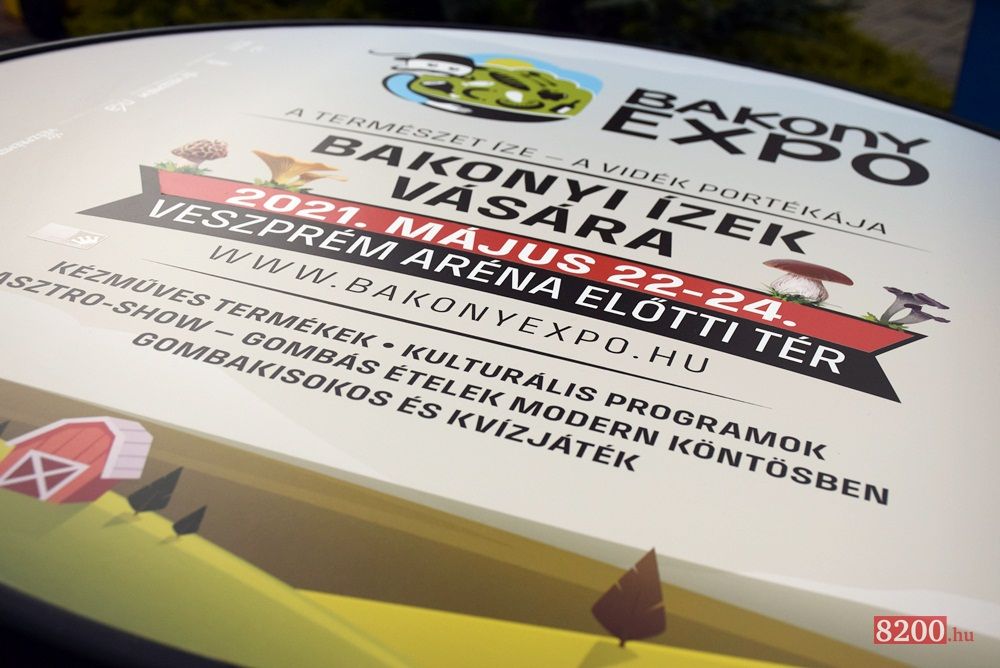 BAKONY
EXPO
A TERMÉSZET ÍZE – A VIDÉK PORTÉKÁJA
BAKONYI ÍZEK
VÁSÁRA
2021. MÁJUS 22-24.
VESZPRÉM ARÉNA ELŐTTI TÉR
WWW.BAKONYEXPO.HU
KÉZMŰVES TERMÉKEK • KULTURÁLIS PROGRAMOK
ASZTRO-SHOW – GOMBÁS ÉTELEK MODERN KÖNTÖSBEN
GOMBAKISOKOS ÉS KVÍZJÁTÉK
8200.hu